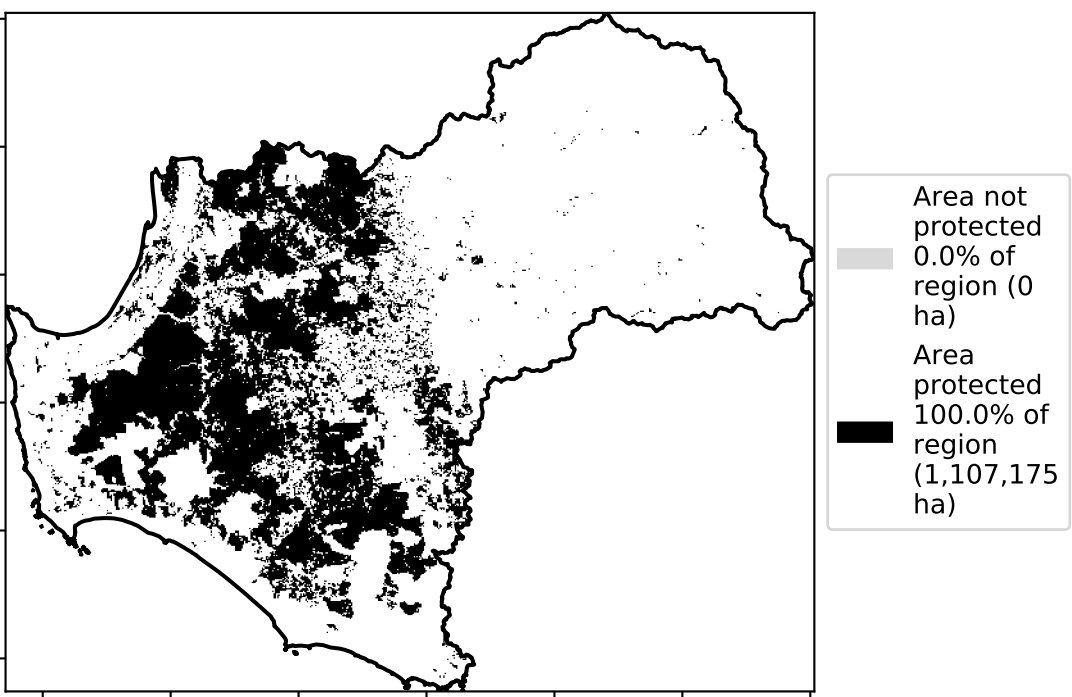 Area not
protected
0.0% of
region (0
ha)
Area
protected
100.0% of
region
(1,107,175
ha)